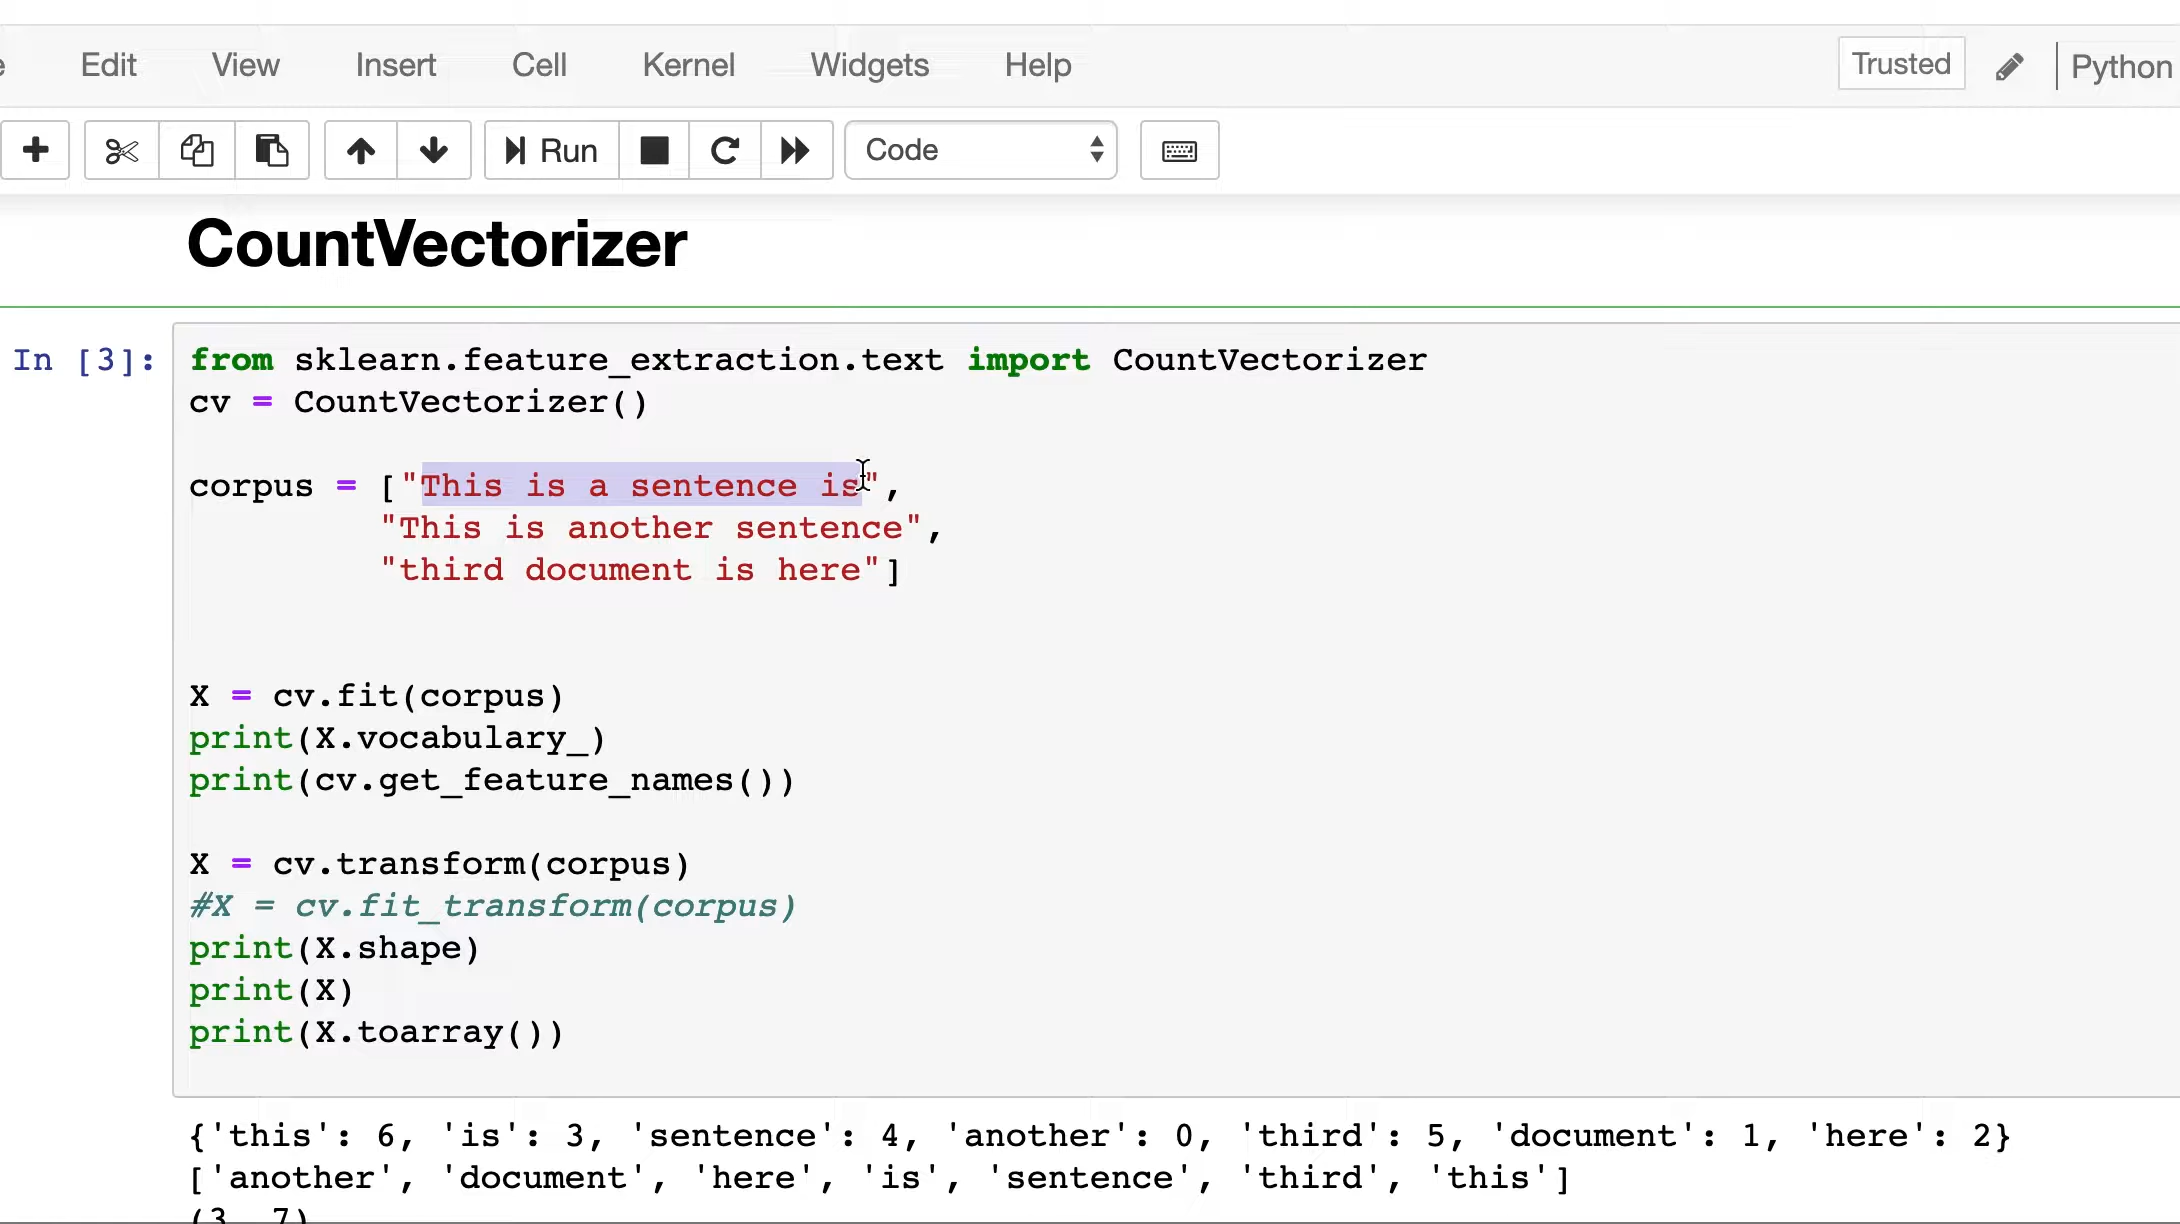 Edit View Insert Cell Kernel Widgets Help Trusted Python
Run Code
CountVectorizer
In [3]: from sklearn.feature_extraction.text import CountVectorizer
cv = CountVectorizer()
corpus = ["This is a sentence is",
"This is another sentence",
"third document is here"]
X = cv.fit(corpus)
print(X.vocabulary_)
print(cv.get_feature_names())
X = cv.transform(corpus)
#X = cv.fit_transform(corpus)
print(X.shape)
print(X)
print(X.toarray())
{'this': 6, 'is': 3, 'sentence': 4, 'another': 0, 'third': 5, 'document': 1, 'here': 2}
['another', 'document', 'here', 'is', 'sentence', 'third', 'this']
(3, 7)